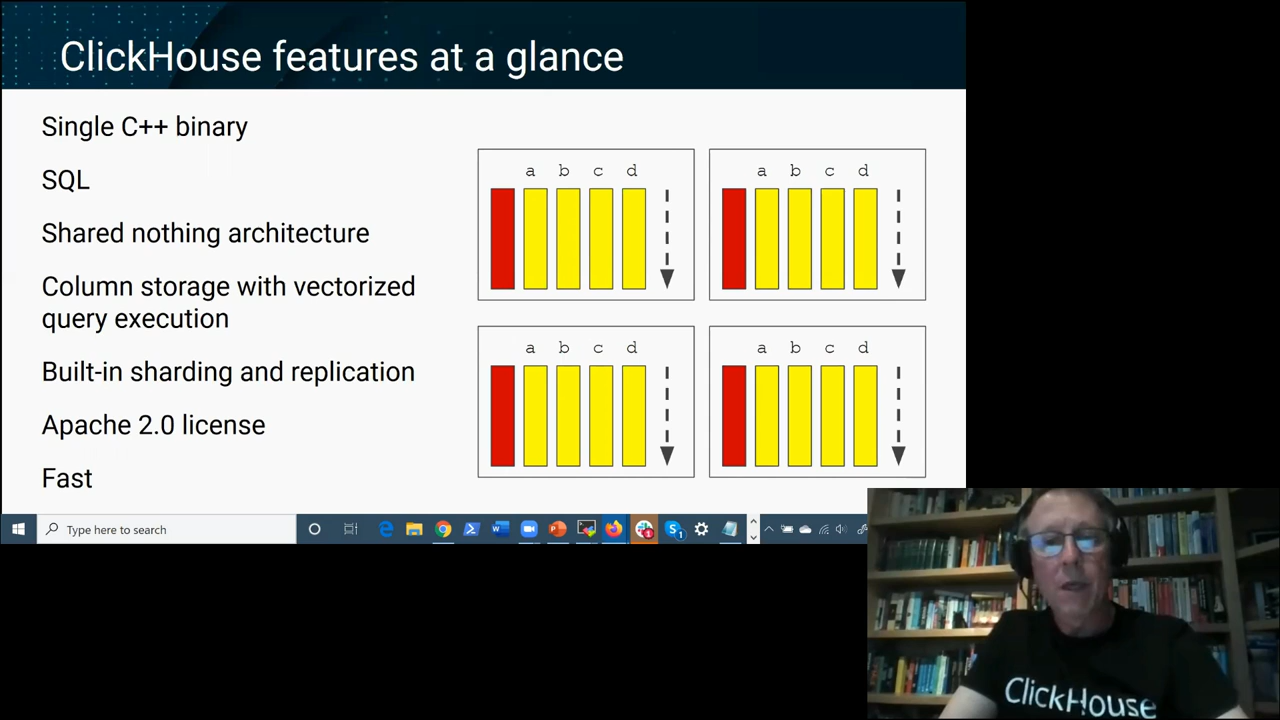 ClickHouse features at a glance
Single C++ binary
SQL
Shared nothing architecture
Column storage with vectorized
query execution
Built-in sharding and replication
Apache 2.0 license
Fast
a b c d
a b c d
a b c d
a b c d
Type here to search
ClickHouse